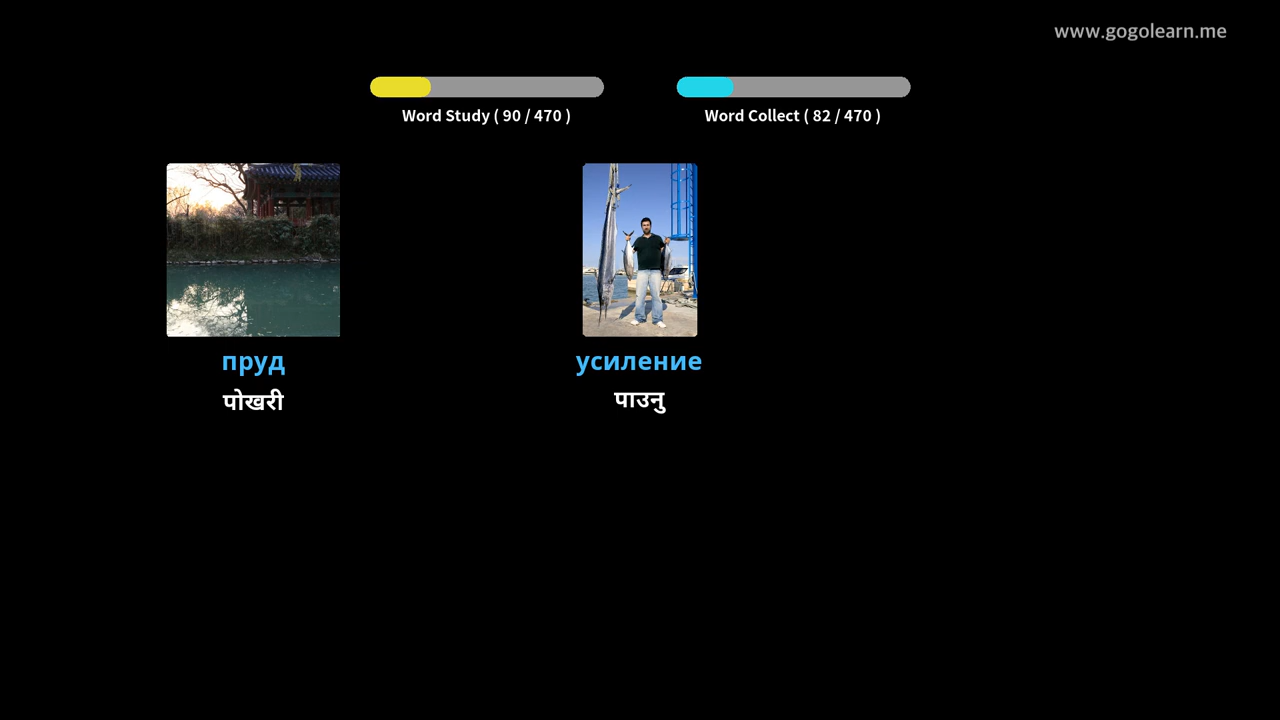 www.gogolearn.me
Word Study ( 90 / 470 )
Word Collect ( 82 / 470 )
пруд
усиление
पोखरी
पाउनु